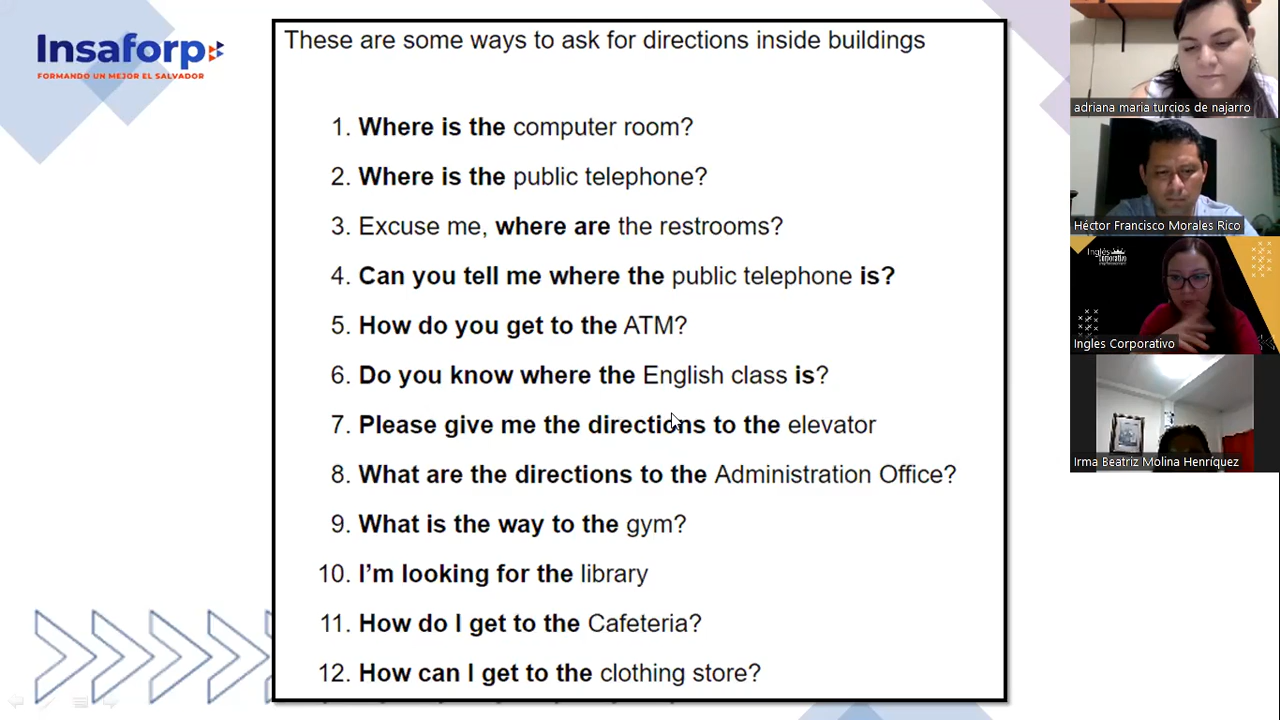 Insaforp
FORMANDO UN MEJOR EL SALVADOR
These are some ways to ask for directions inside buildings
1. Where is the computer room?
2. Where is the public telephone?
3. Excuse me, where are the restrooms?
4. Can you tell me where the public telephone is?
5. How do you get to the ATM?
6. Do you know where the English class is?
7. Please give me the directions to the elevator
8. What are the directions to the Administration Office?
9. What is the way to the gym?
10. I'm looking for the library
11. How do I get to the Cafeteria?
12. How can I get to the clothing store?
adriana maria turcios de najarro
Héctor Francisco Morales Rico
Inglés
Corporativo
Ingles Corporativo
Irma Beatriz Molina Henríquez